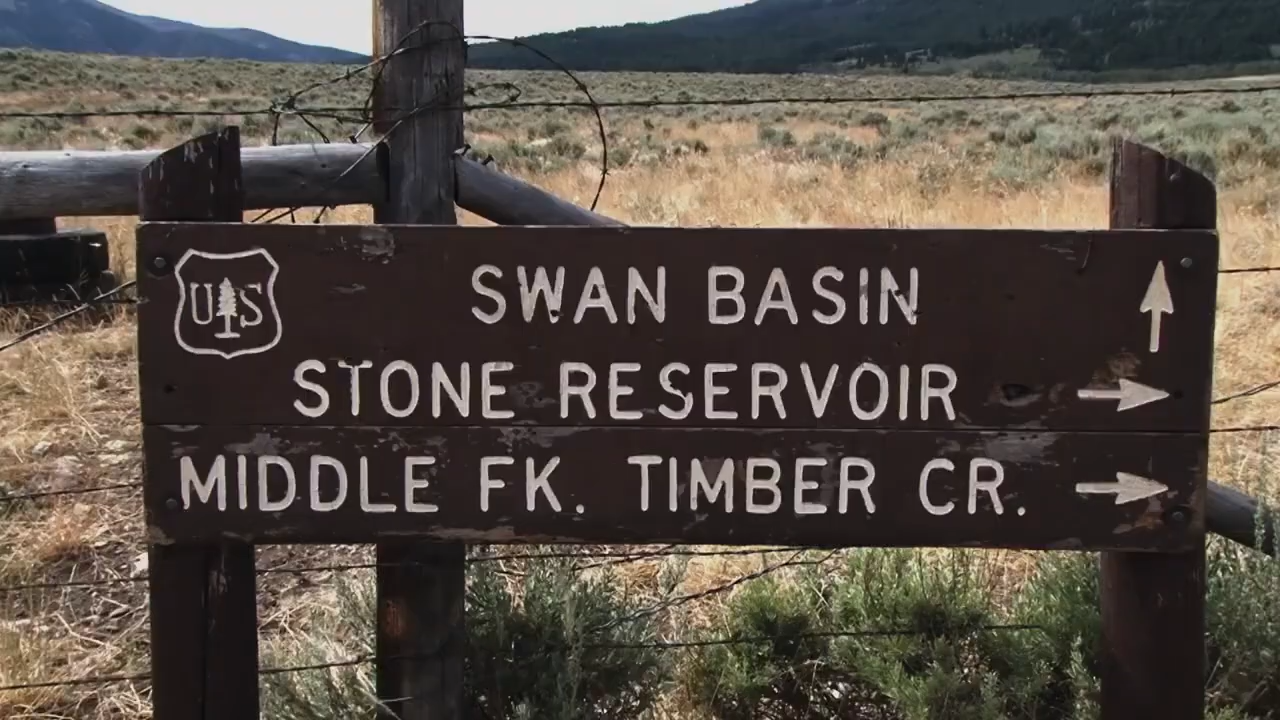 US
SWAN BASIN
STONE RESERVOIR
MIDDLE FK. TIMBER CR.